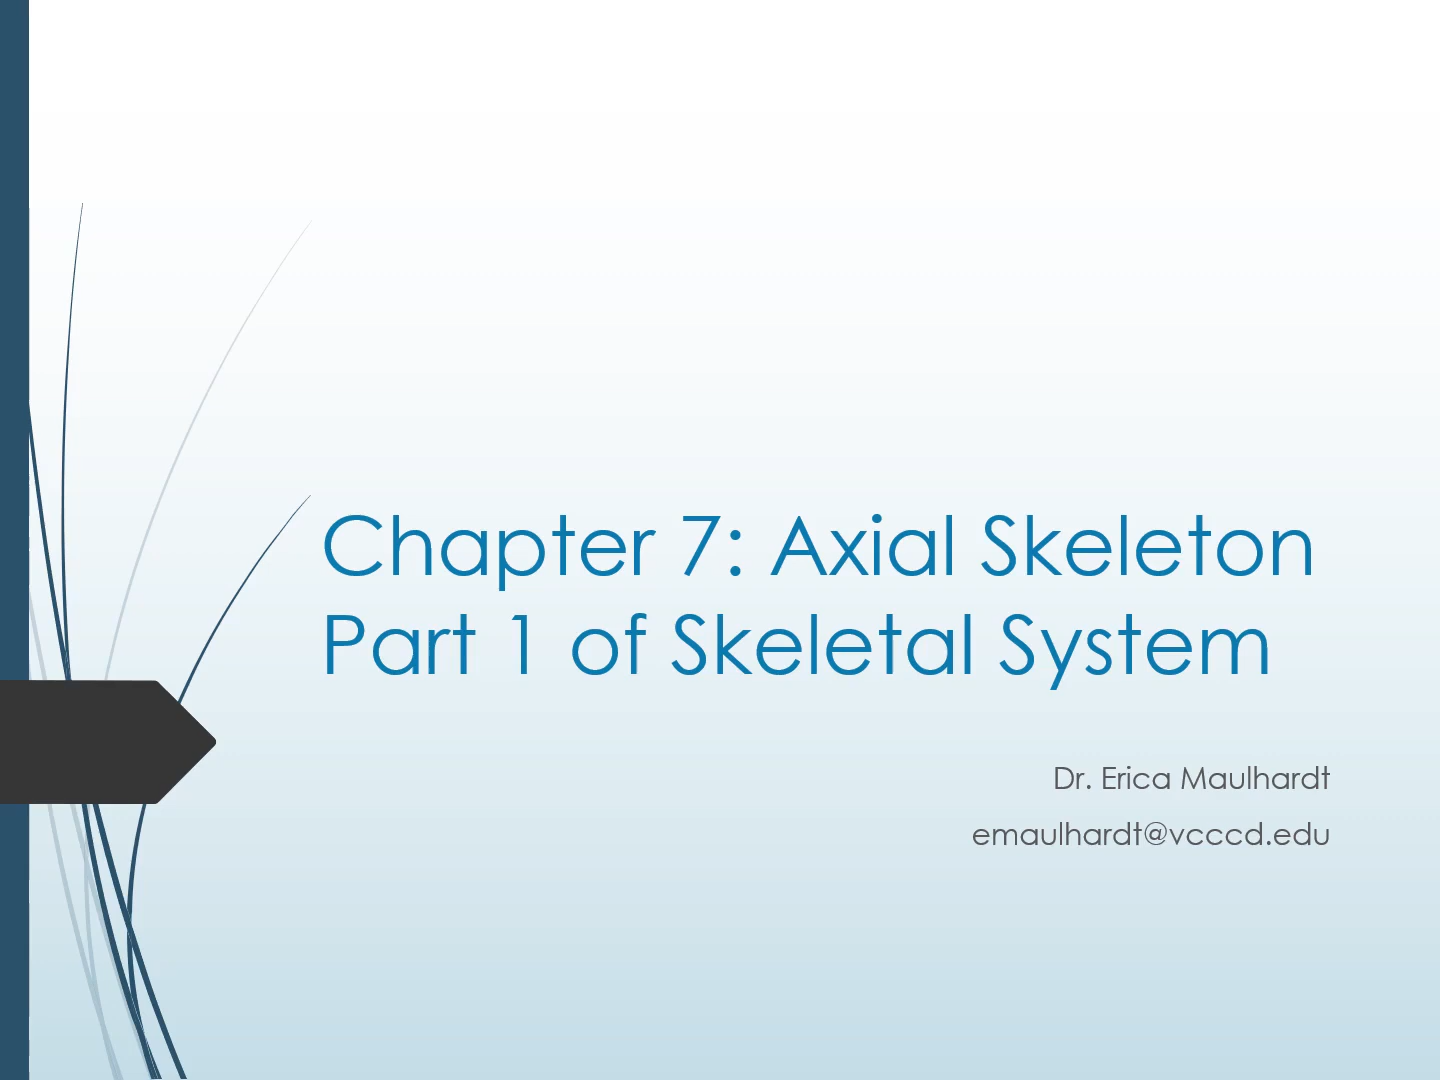 Chapter 7: Axial Skeleton
Part 1 of Skeletal System
Dr. Erica Maulhardt
emaulhardt@vcccd.edu